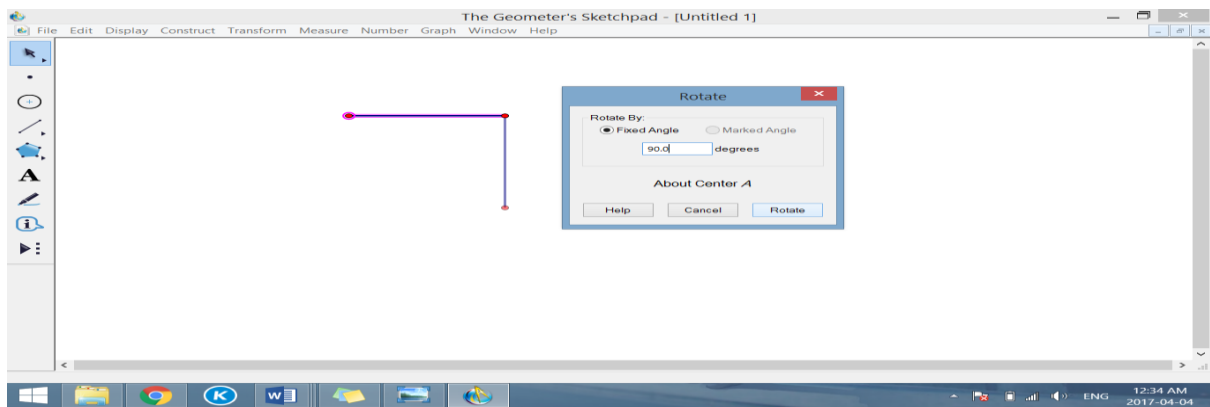 The Geometer's Sketchpad - [Untitled 1]
File Edit Display Construct Transform Measure Number Graph Window Help
A
Rotate
Rotate By:
Fixed Angle Marked Angle
90.0 degrees
About Center A
Help Cancel Rotate
K W ENG 12:34 AM
2017-04-04